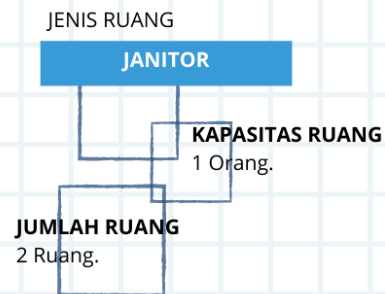 JENIS RUANG
JANITOR
KAPASITAS RUANG
1 Orang.
JUMLAH RUANG
2 Ruang.